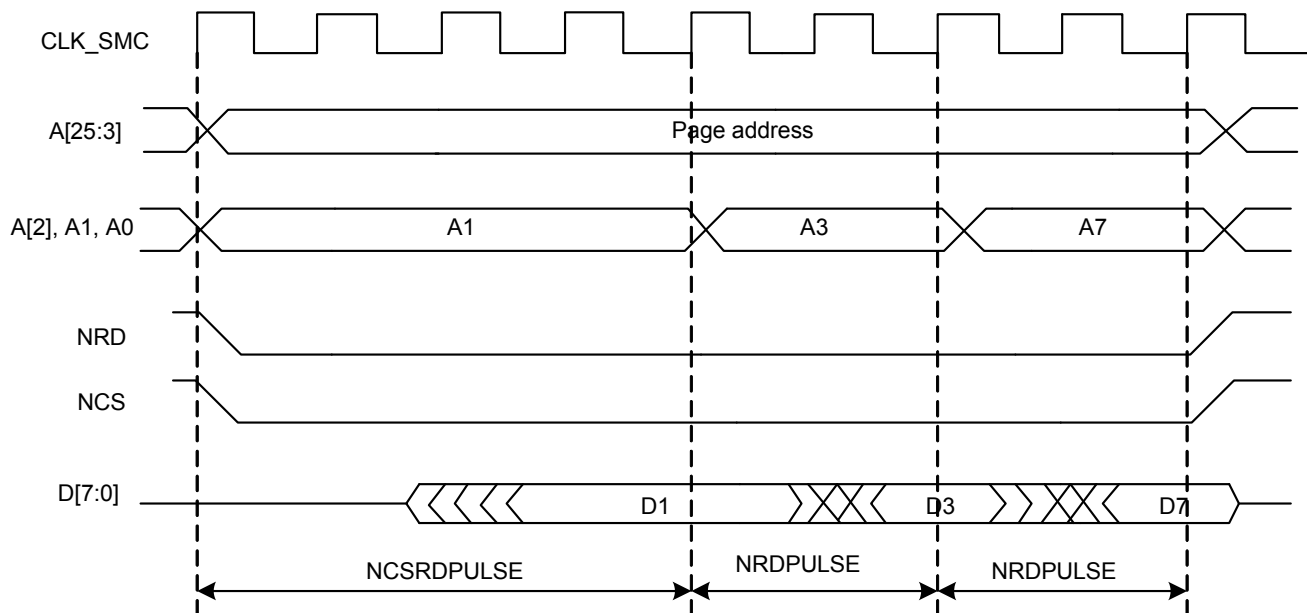 CLK_SMC
A[25:3]
Page address
A[2], A1, A0
A1
A3
A7
NRD
NCS
D[7:0]
D1
D3
D7
NCSRDPULSE
NRDPULSE
NRDPULSE